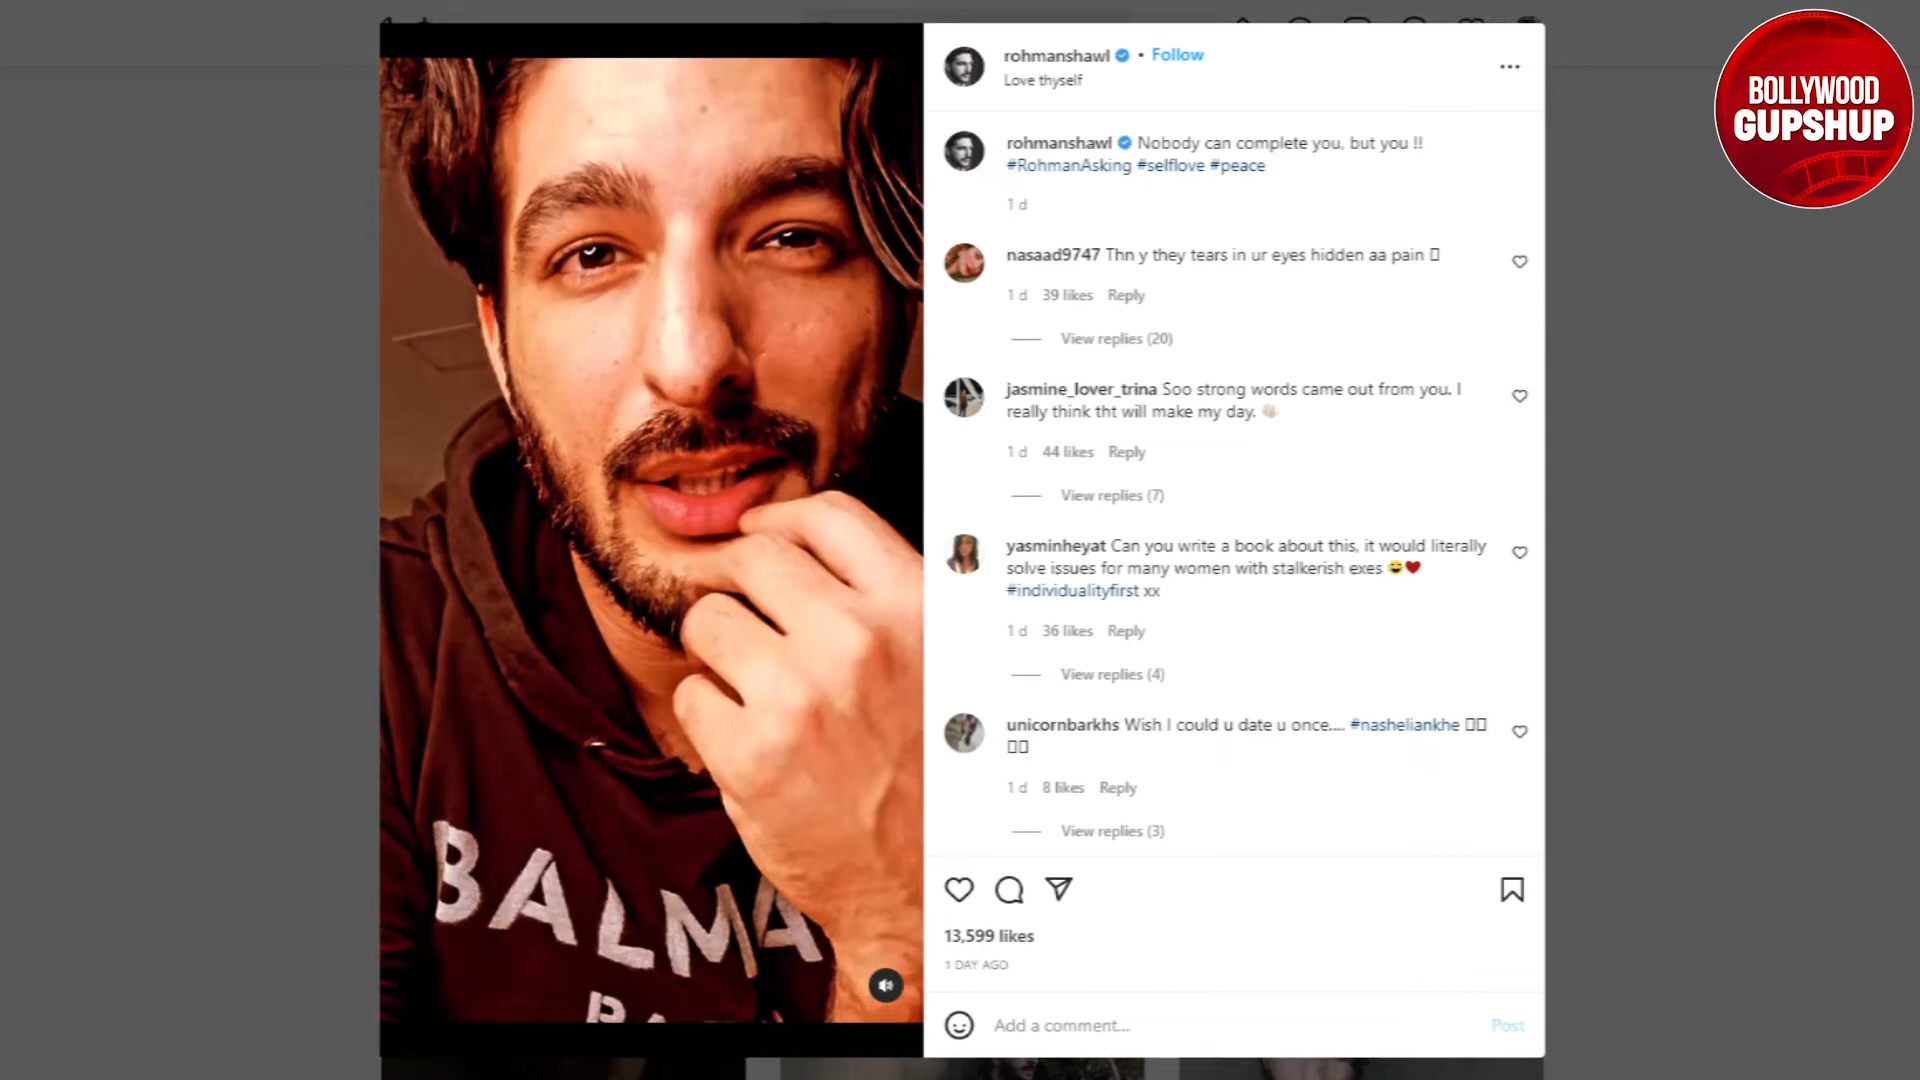 BOLLYWOOD
GUPSHUP
rohmanshawl • Follow
Love thyself
rohmanshawl Nobody can complete you, but you !!
#RohmanAsking #selflove #peace
1 d
nasaad9747 Thn y they tears in ur eyes hidden aa pain
1 d 39 likes Reply
View replies (20)
jasmine_lover_trina Soo strong words came out from you. I
really think tht will make my day. 👋🏻
1 d 44 likes Reply
View replies (7)
yasminheyat Can you write a book about this, it would literally
solve issues for many women with stalkerish exes 😂❤️
#individualityfirst xx
1 d 36 likes Reply
View replies (4)
unicornbarkhs Wish I could u date u once.... #nasheliankhe
1 d 8 likes Reply
View replies (3)
13,599 likes
1 DAY AGO
Add a comment... Post
BALMA